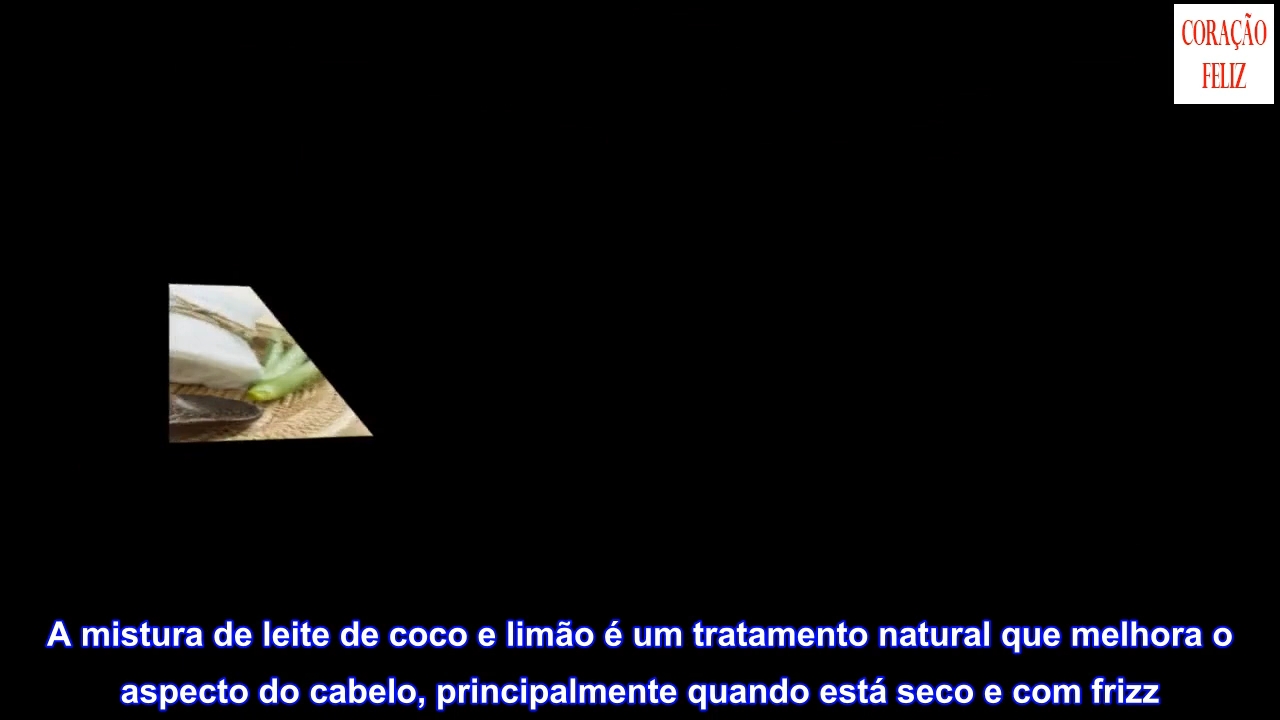 CORAÇÃO
FELIZ
A mistura de leite de coco e limão é um tratamento natural que melhora o
aspecto do cabelo, principalmente quando está seco e com frizz